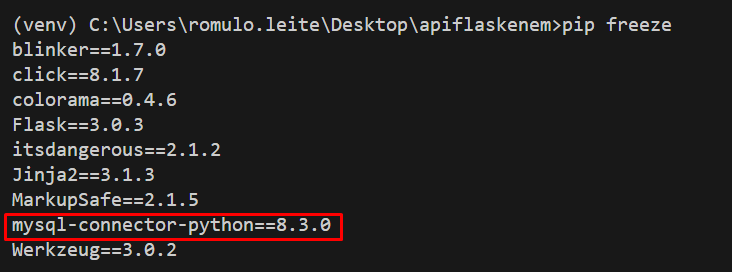 (venv) C:\Users\romulo.leite\Desktop\apiflaskenem>pip freeze
blinker==1.7.0
click==8.1.7
colorama==0.4.6
Flask==3.0.3
itsdangerous==2.1.2
Jinja2==3.1.3
MarkupSafe==2.1.5
mysql-connector-python==8.3.0
Werkzeug==3.0.2